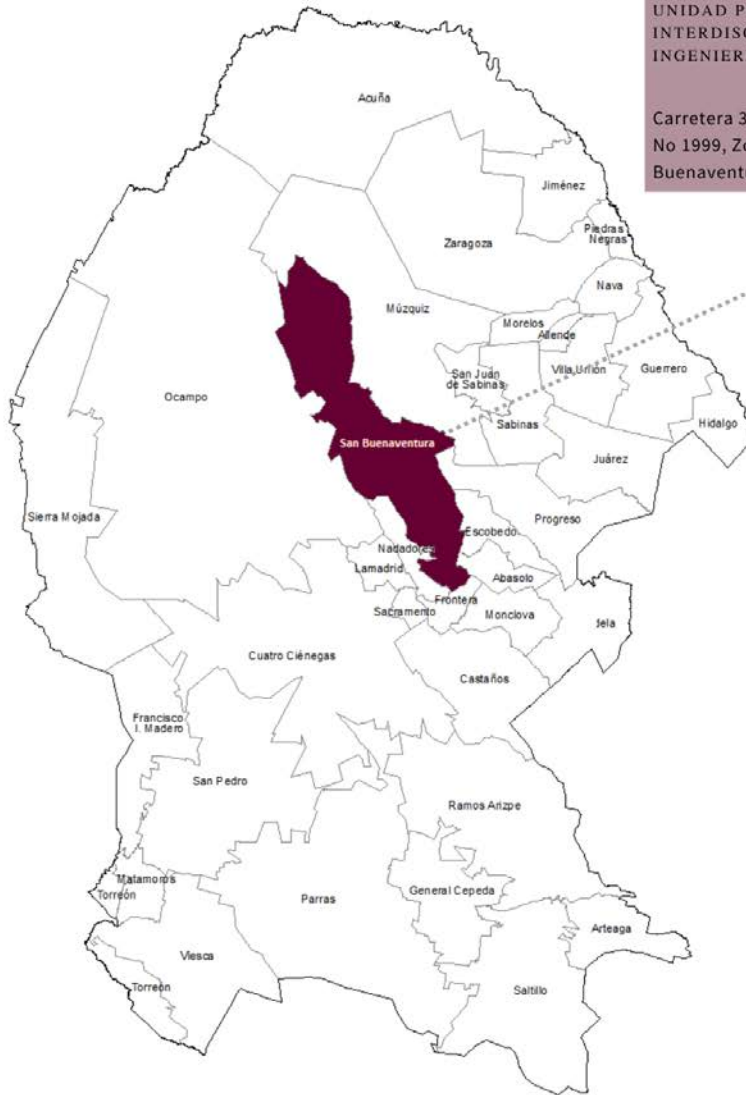 UNIDAD P
INTERDISC
INGENIER
Carretera 3
No 1999, Zo
Buenaventu
Acuña
Jiménez
Piedras
Negras
Zaragoza
Nava
Múzquiz
Morelos
Allende
San Juan
de Sabinas
Villa Unión
Guerrero
Ocampo
Sabinas
Hidalgo
San Buenaventura
Juárez
Sierra Mojada
Progreso
Escobedo
Nadadores
Lamadrid
Abasolo
Frontera
Sacramento
Monclova
dela
Cuatro Ciénegas
Castaños
Francisco
I. Madero
San Pedro
Ramos Arizpe
Matamoros
Torreón
General Cepeda
Parras
Arteaga
Viesca
Torreón
Saltillo